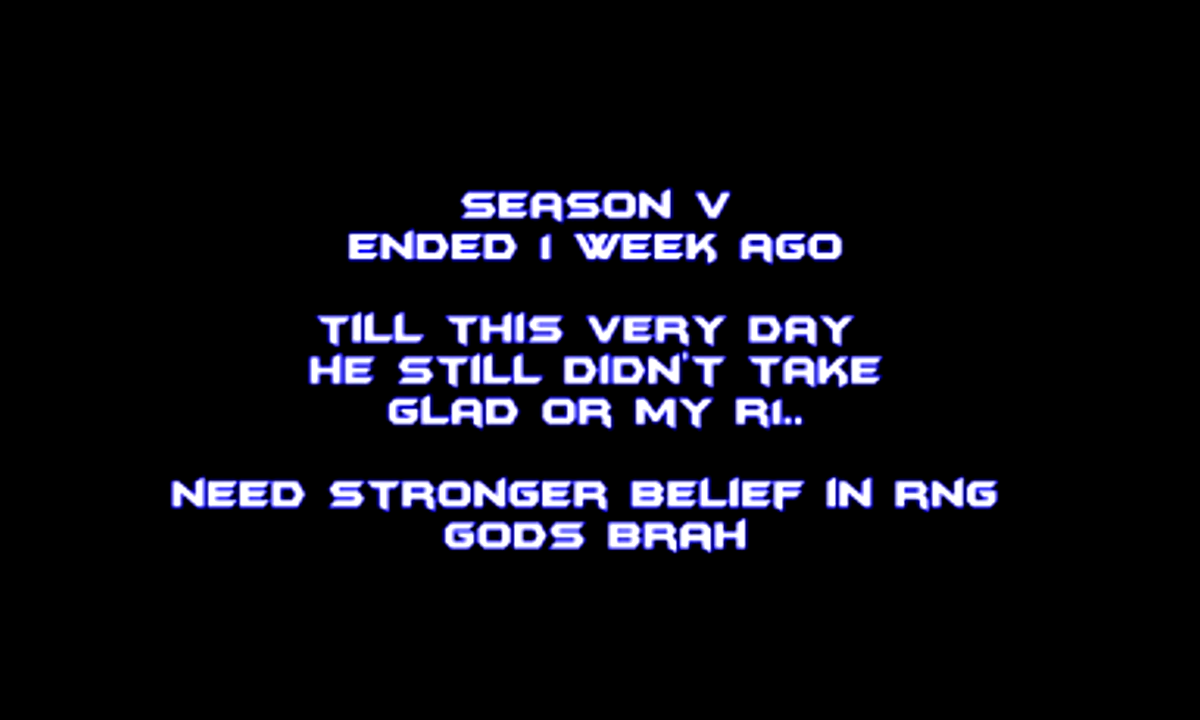 SEASON V
ENDED 1 WEEK AGO
TILL THIS VERY DAY
HE STILL DIDN'T TAKE
GLAD OR MY R1..
NEED STRONGER BELIEF IN RNG
GODS BRAH